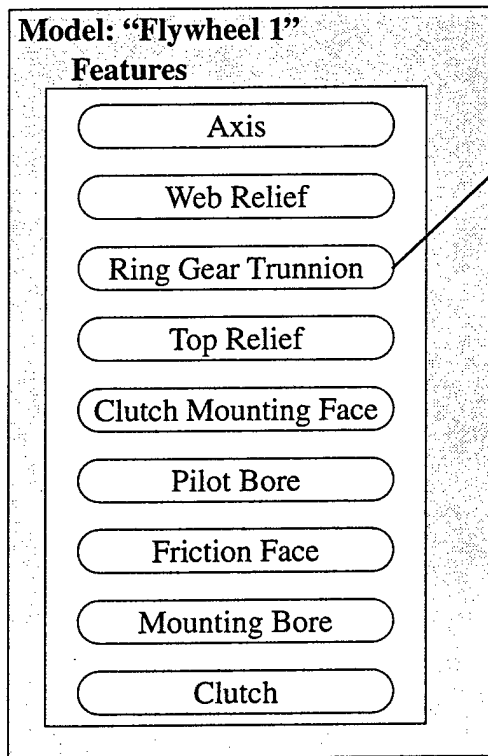 Model: “Flywheel 1”
Features
Axis
Web Relief
Ring Gear Trunnion
Top Relief
Clutch Mounting Face
Pilot Bore
Friction Face
Mounting Bore
Clutch